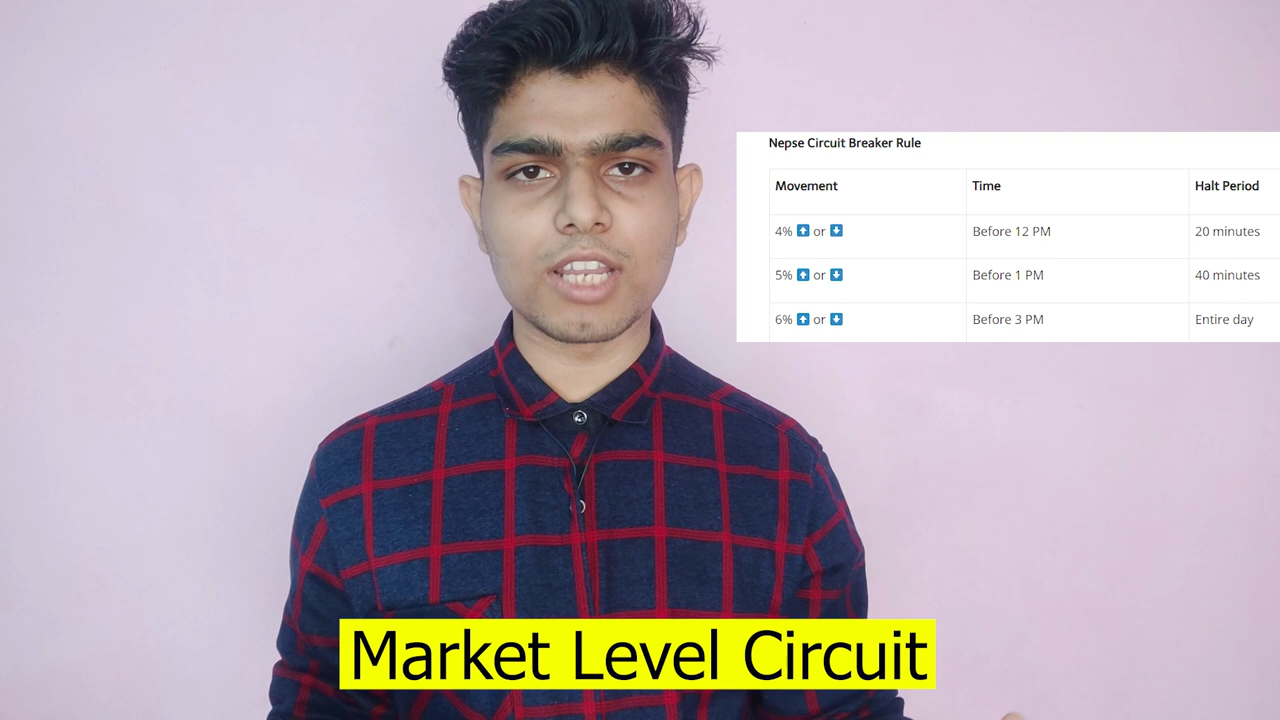 Nepse Circuit Breaker Rule
Movement Time Halt Period
4% ⬆️ or ⬇️ Before 12 PM 20 minutes
5% ⬆️ or ⬇️ Before 1 PM 40 minutes
6% ⬆️ or ⬇️ Before 3 PM Entire day
Market Level Circuit